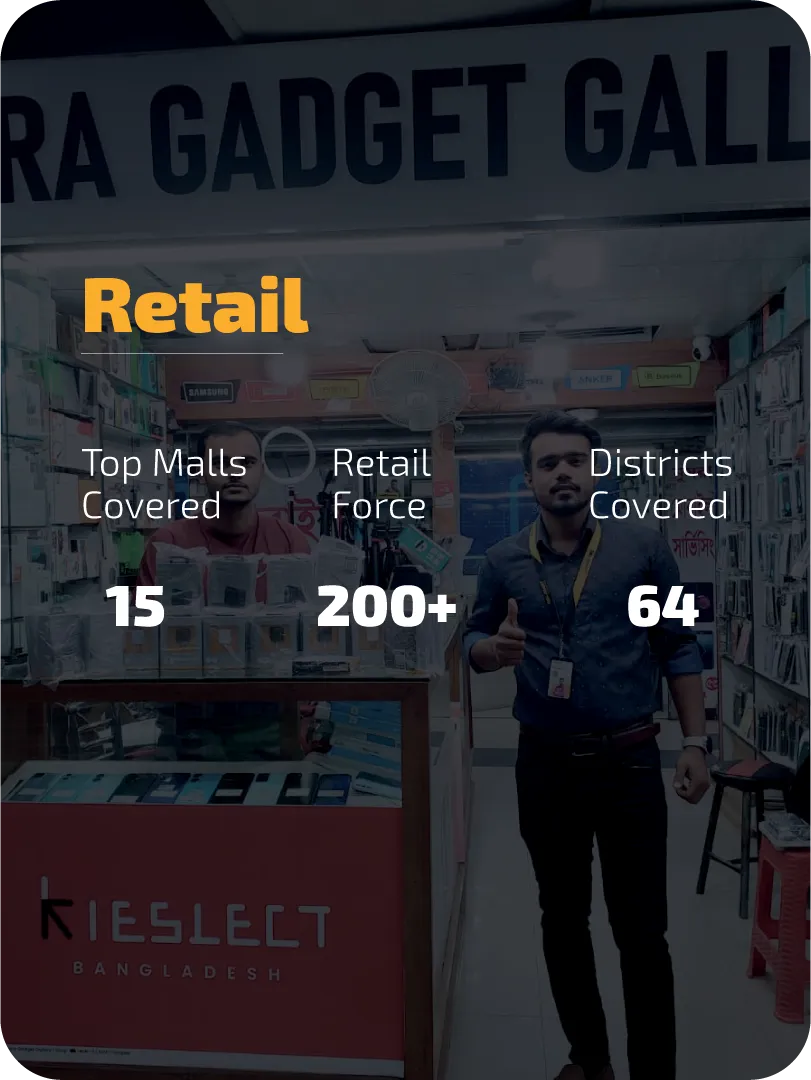 RA GADGET GALL
Retail
SAMSUNG
ANKER
Top Malls
Covered
Retail
Force
Districts
Covered
সার্ভিসিং
15
200+
64
KIESLECT
BANGLADESH